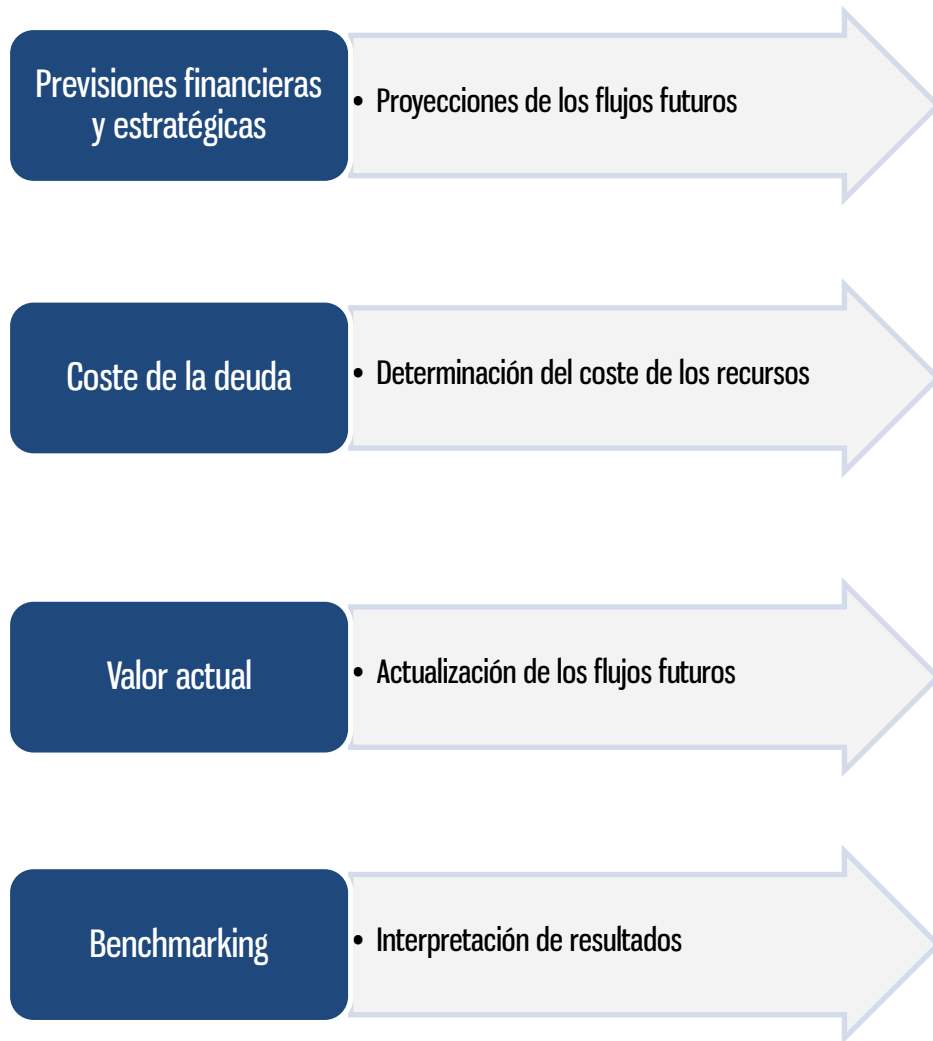 Previsiones financieras
y estratégicas
• Proyecciones de los flujos futuros
Coste de la deuda
• Determinación del coste de los recursos
Valor actual
• Actualización de los flujos futuros
Benchmarking
• Interpretación de resultados